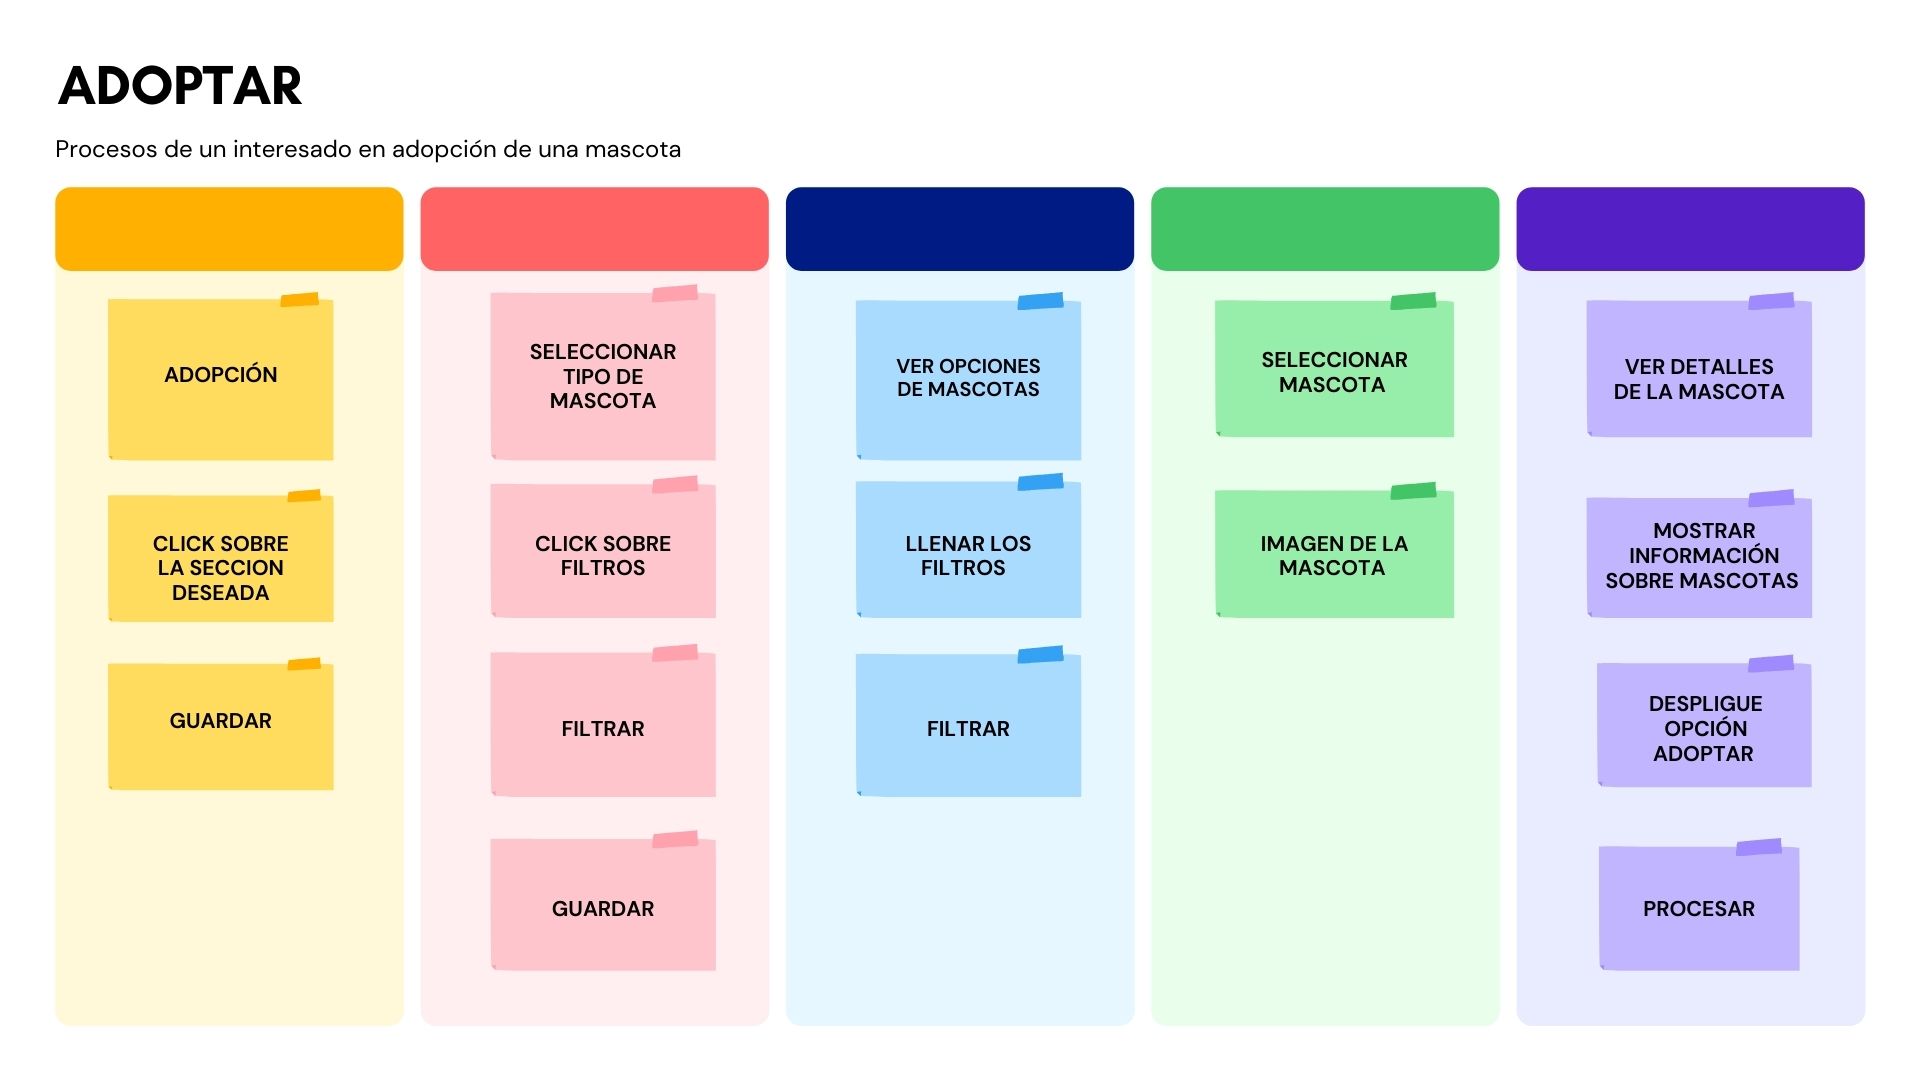 ADOPTAR
Procesos de un interesado en adopción de una mascota
ADOPCIÓN
CLICK SOBRE
LA SECCION
DESEADA
GUARDAR
SELECCIONAR
TIPO DE
MASCOTA
CLICK SOBRE
FILTROS
FILTRAR
GUARDAR
VER OPCIONES
DE MASCOTAS
LLENAR LOS
FILTROS
FILTRAR
SELECCIONAR
MASCOTA
IMAGEN DE LA
MASCOTA
VER DETALLES
DE LA MASCOTA
MOSTRAR
INFORMACIÓN
SOBRE MASCOTAS
DESPLIGUE
OPCIÓN
ADOPTAR
PROCESAR